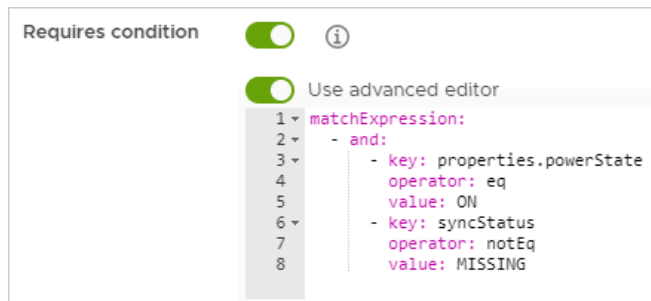 Requires condition
Use advanced editor
1 matchExpression:
2   - and:
3       - key: properties.powerState
4         operator: eq
5         value: ON
6       - key: syncStatus
7         operator: notEq
8         value: MISSING